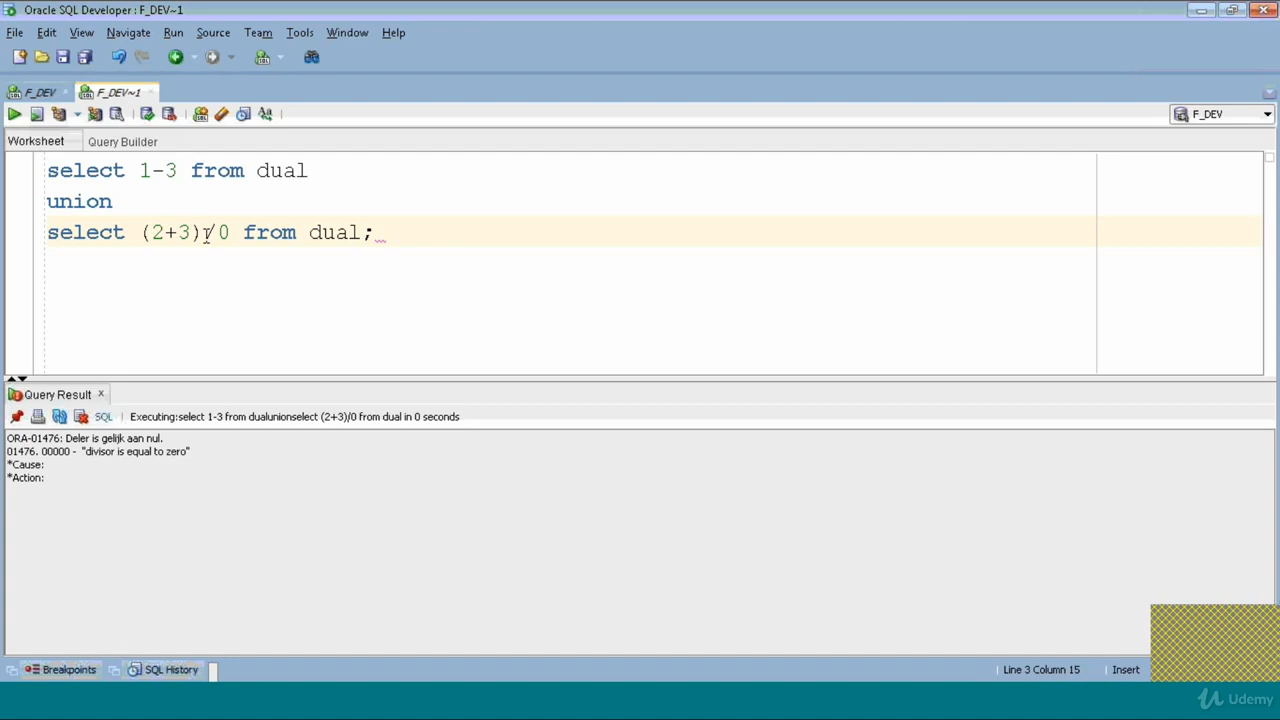 Oracle SQL Developer : F_DEV~1
File Edit View Navigate Run Source Team Tools Window Help
F_DEV F_DEV~1
F_DEV
Worksheet Query Builder
select 1-3 from dual
union
select (2+3)/0 from dual;
Query Result
SQL Executing:select 1-3 from dualunionselect (2+3)/0 from dual in 0 seconds
ORA-01476: Deler is gelijk aan nul.
01476. 00000 - "divisor is equal to zero"
*Cause:
*Action:
Breakpoints SQL History Line 3 Column 15 Insert
Udemy